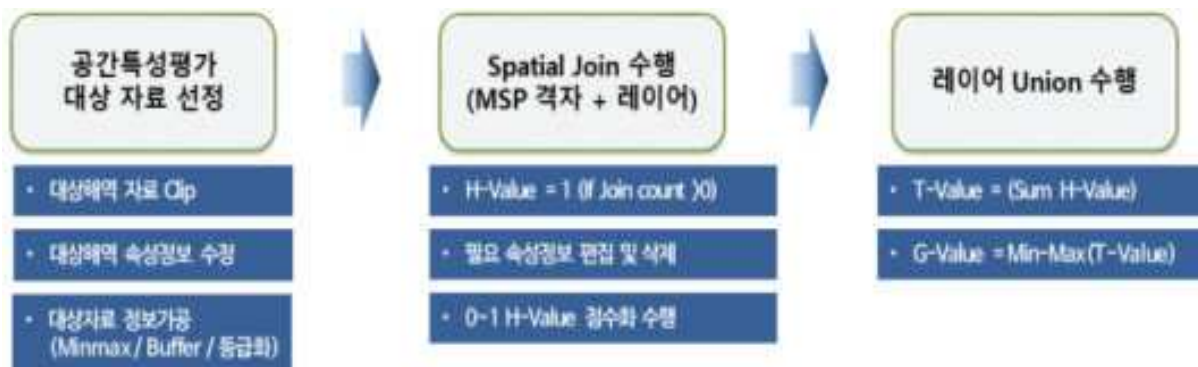 공간특성평가
대상 자료 선정
• 대상해역 자료 Clip
• 대상해역 속성정보 수정
• 대상자료 정보가공
(Minmax / Buffer / 등급화)
Spatial Join 수행
(MSP 격자 + 레이어)
• H-Value = 1 (If Join count >0)
• 필요 속성정보 편집 및 삭제
• 0~1 H-Value 점수화 수행
레이어 Union 수행
• T-Value = (Sum H-Value)
• G-Value = Min-Max(T-Value)